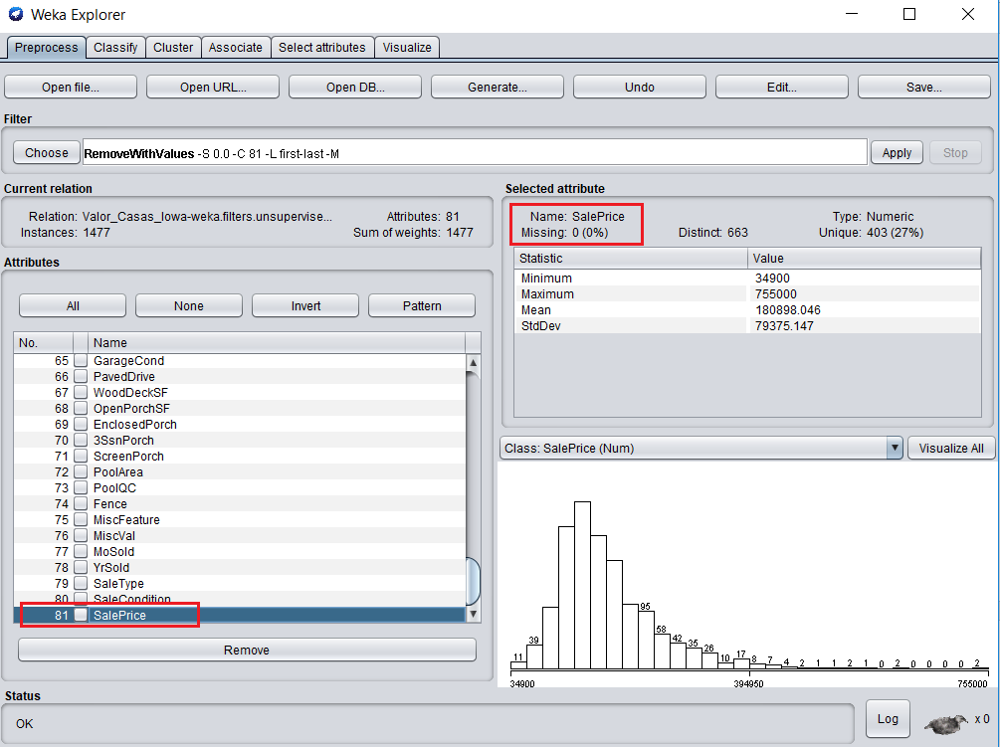 Weka Explorer
Preprocess Classify Cluster Associate Select attributes Visualize
Open file... Open URL... Open DB... Generate... Undo Edit... Save...
Filter
Choose RemoveWithValues -S 0.0 -C 81 -L first-last -M Apply Stop
Current relation
Relation: Valor_Casas_Iowa-weka.filters.unsupervise... Attributes: 81
Instances: 1477 Sum of weights: 1477
Attributes
All None Invert Pattern
No. Name
65 GarageCond
66 PavedDrive
67 WoodDeckSF
68 OpenPorchSF
69 EnclosedPorch
70 3SsnPorch
71 ScreenPorch
72 PoolArea
73 PoolQC
74 Fence
75 MiscFeature
76 MiscVal
77 MoSold
78 YrSold
79 SaleType
80 SaleCondition
81 SalePrice
Remove
Selected attribute
Name: SalePrice Type: Numeric
Missing: 0 (0%) Distinct: 663 Unique: 403 (27%)
Statistic Value
Minimum 34900
Maximum 755000
Mean 180898.046
StdDev 79375.147
Class: SalePrice (Num) Visualize All
11 39 95 58 42 35 26 10 17 8 7 4 2 1 1 2 1 0 2 0 0 0 0 2
34900 394950 755000
Status
OK Log x 0